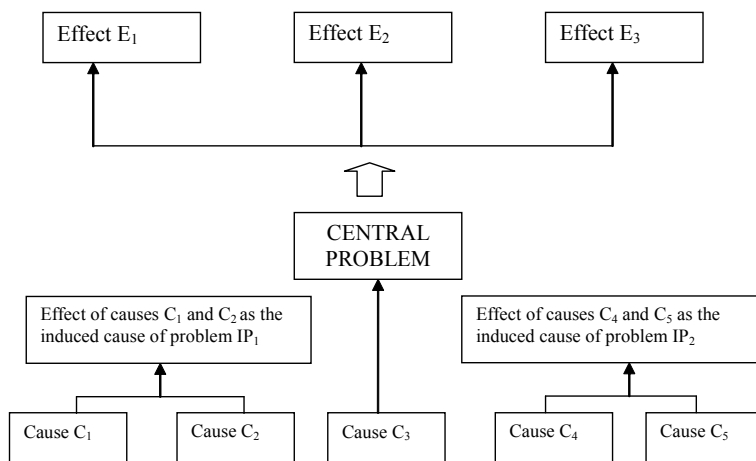 Effect E₁
Effect E₂
Effect E₃
CENTRAL
PROBLEM
Effect of causes C₁ and C₂ as the
induced cause of problem IP₁
Effect of causes C₄ and C₅ as the
induced cause of problem IP₂
Cause C₁
Cause C₂
Cause C₃
Cause C₄
Cause C₅